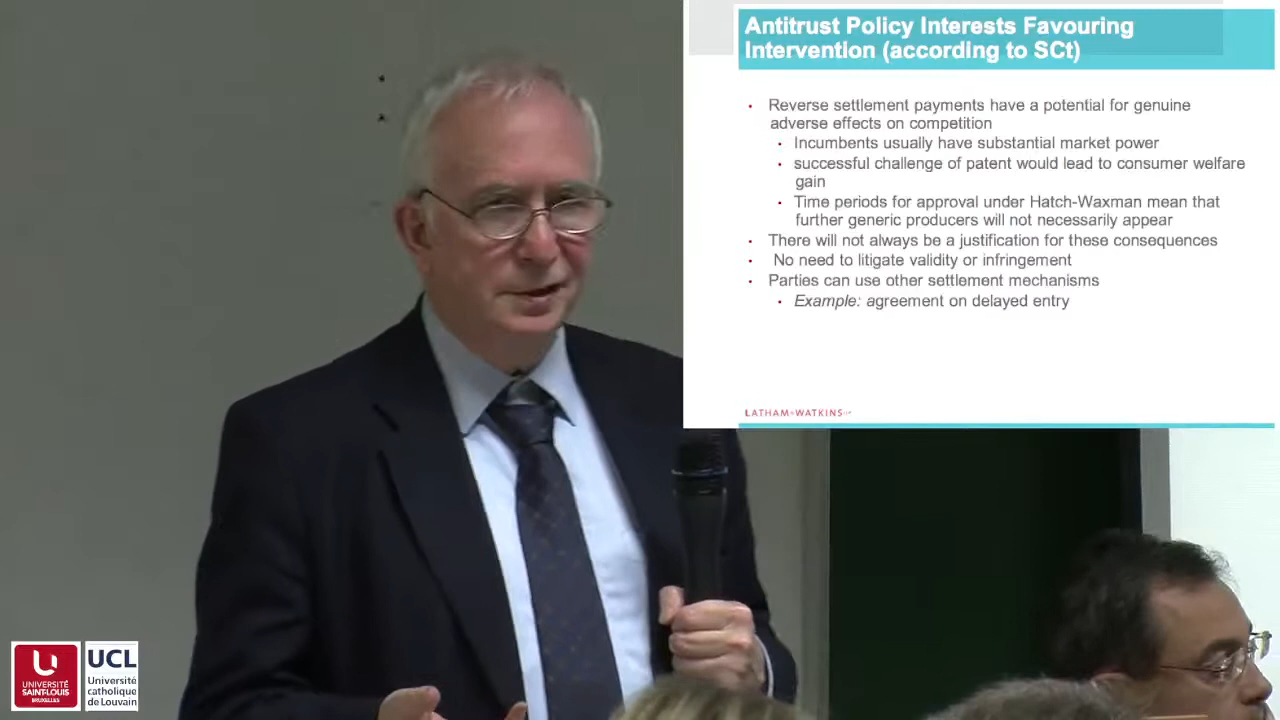 Antitrust Policy Interests Favouring
Intervention (according to SCt)
• Reverse settlement payments have a potential for genuine
adverse effects on competition
• Incumbents usually have substantial market power
• successful challenge of patent would lead to consumer welfare
gain
• Time periods for approval under Hatch-Waxman mean that
further generic producers will not necessarily appear
• There will not always be a justification for these consequences
• No need to litigate validity or infringement
• Parties can use other settlement mechanisms
• Example: agreement on delayed entry
LATHAM&WATKINS LLP
UNIVERSITÉ
SAINT-LOUIS
BRUXELLES
UCL
Université
catholique
de Louvain